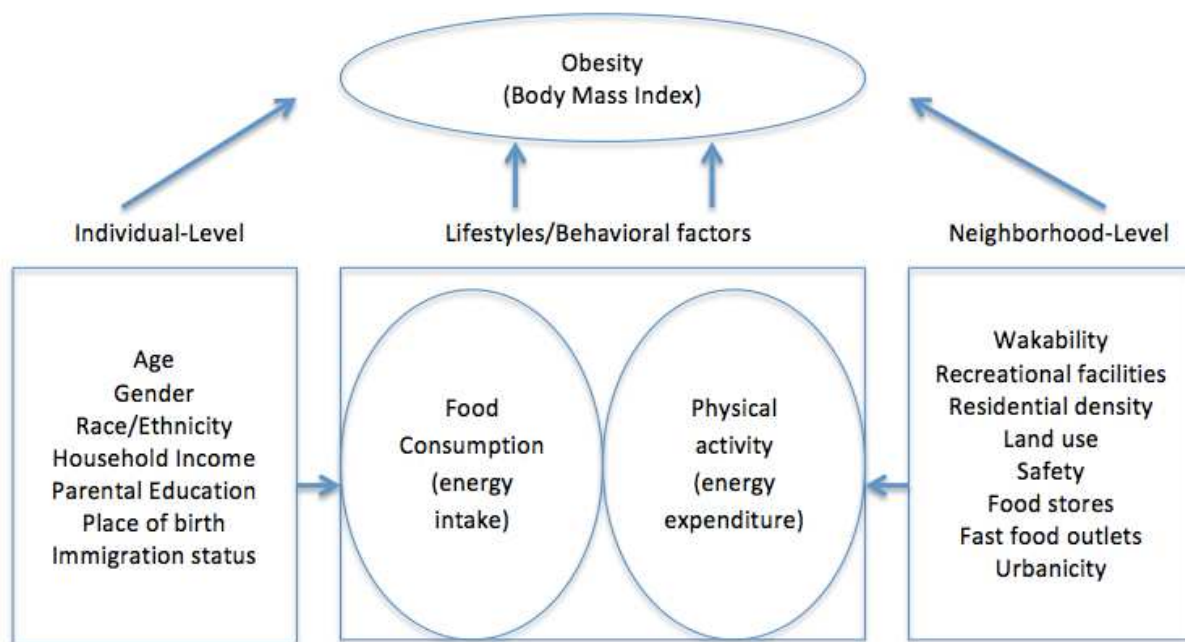 Obesity
(Body Mass Index)
Individual-Level
Lifestyles/Behavioral factors
Neighborhood-Level
Age
Gender
Race/Ethnicity
Household Income
Parental Education
Place of birth
Immigration status
Food
Consumption
(energy
intake)
Physical
activity
(energy
expenditure)
Wakability
Recreational facilities
Residential density
Land use
Safety
Food stores
Fast food outlets
Urbanicity